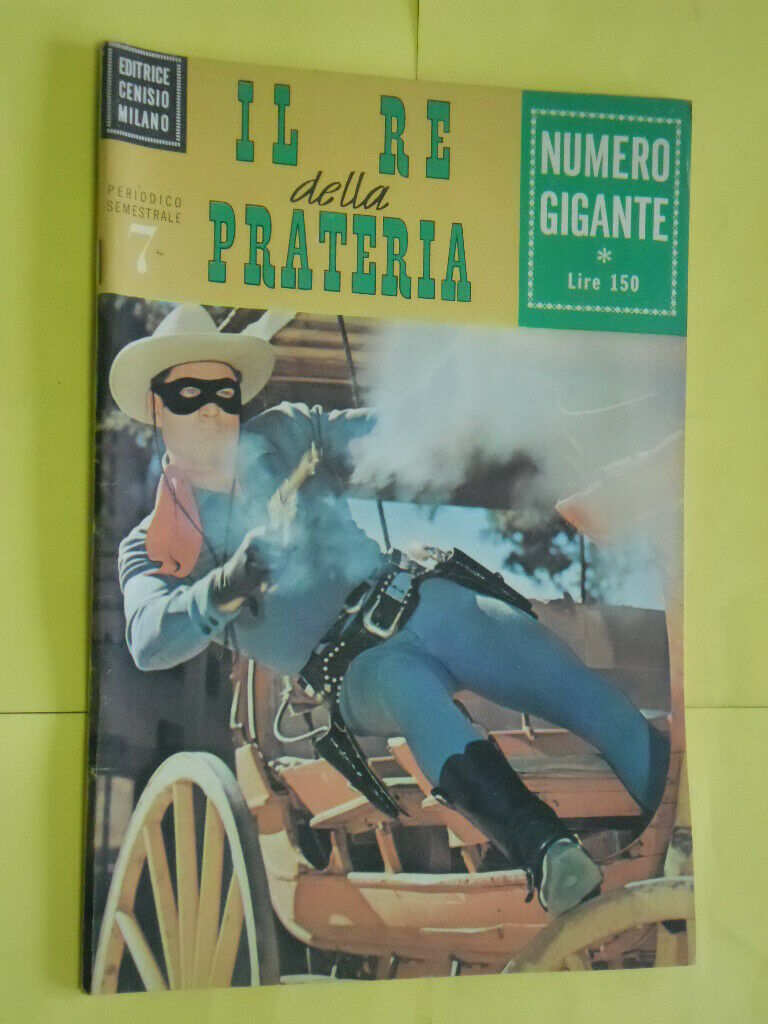 EDITRICE
CENISIO
MILANO
PERIODICO
SEMESTRALE
7
IL RE
della
PRATERIA
NUMERO
GIGANTE
*
Lire 150